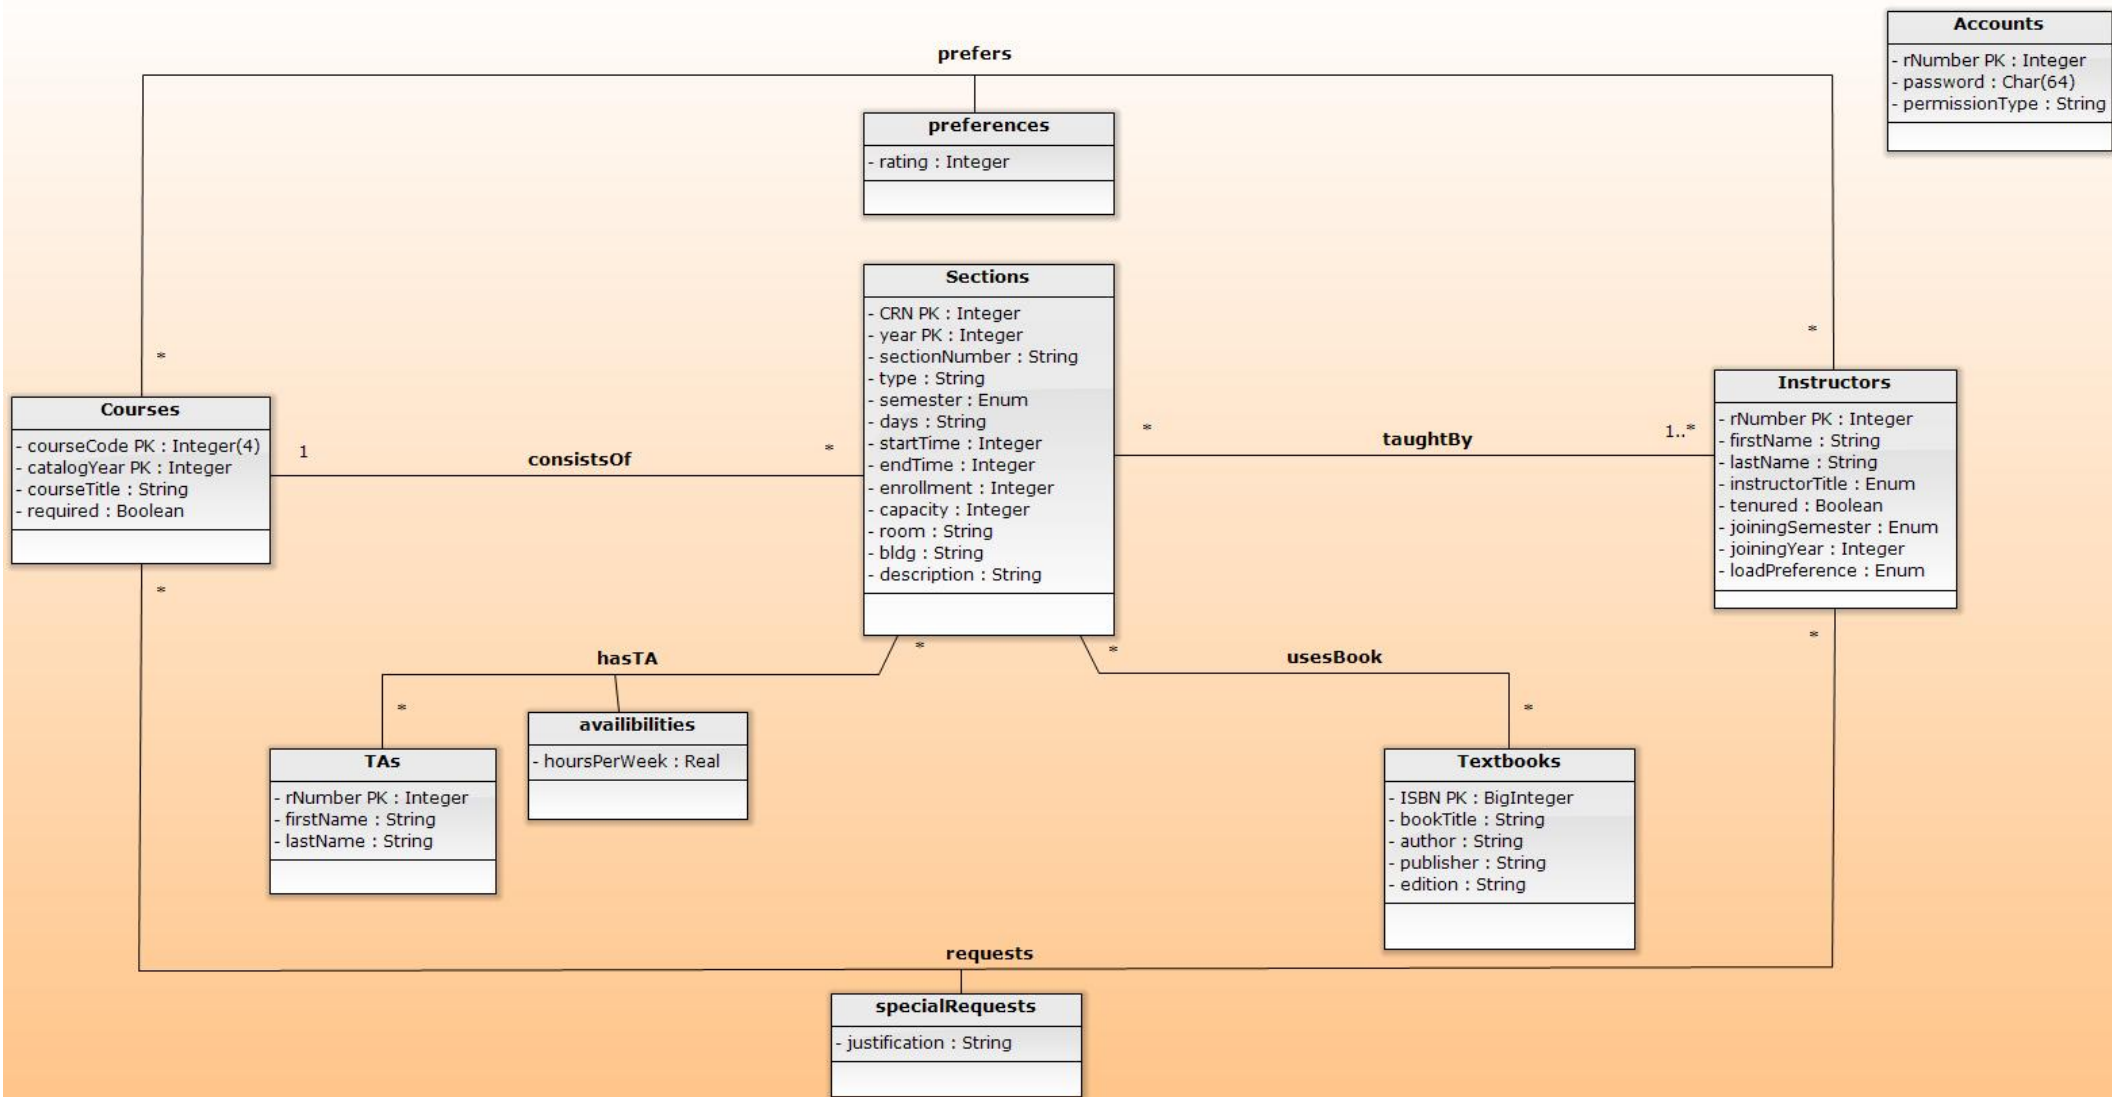 Accounts
- rNumber PK : Integer
- password : Char(64)
- permissionType : String
prefers
preferences
- rating : Integer
Sections
- CRN PK : Integer
- year PK : Integer
- sectionNumber : String
- type : String
- semester : Enum
- days : String
- startTime : Integer
- endTime : Integer
- enrollment : Integer
- capacity : Integer
- room : String
- bldg : String
- description : String
*
*
Courses
- courseCode PK : Integer(4)
- catalogYear PK : Integer
- courseTitle : String
- required : Boolean
1
consistsOf
*
*
taughtBy
1..*
Instructors
- rNumber PK : Integer
- firstName : String
- lastName : String
- instructorTitle : Enum
- tenured : Boolean
- joiningSemester : Enum
- joiningYear : Integer
- loadPreference : Enum
*
*
hasTA
*
*
usesBook
*
*
availibilities
- hoursPerWeek : Real
TAs
- rNumber PK : Integer
- firstName : String
- lastName : String
Textbooks
- ISBN PK : BigInteger
- bookTitle : String
- author : String
- publisher : String
- edition : String
requests
specialRequests
- justification : String